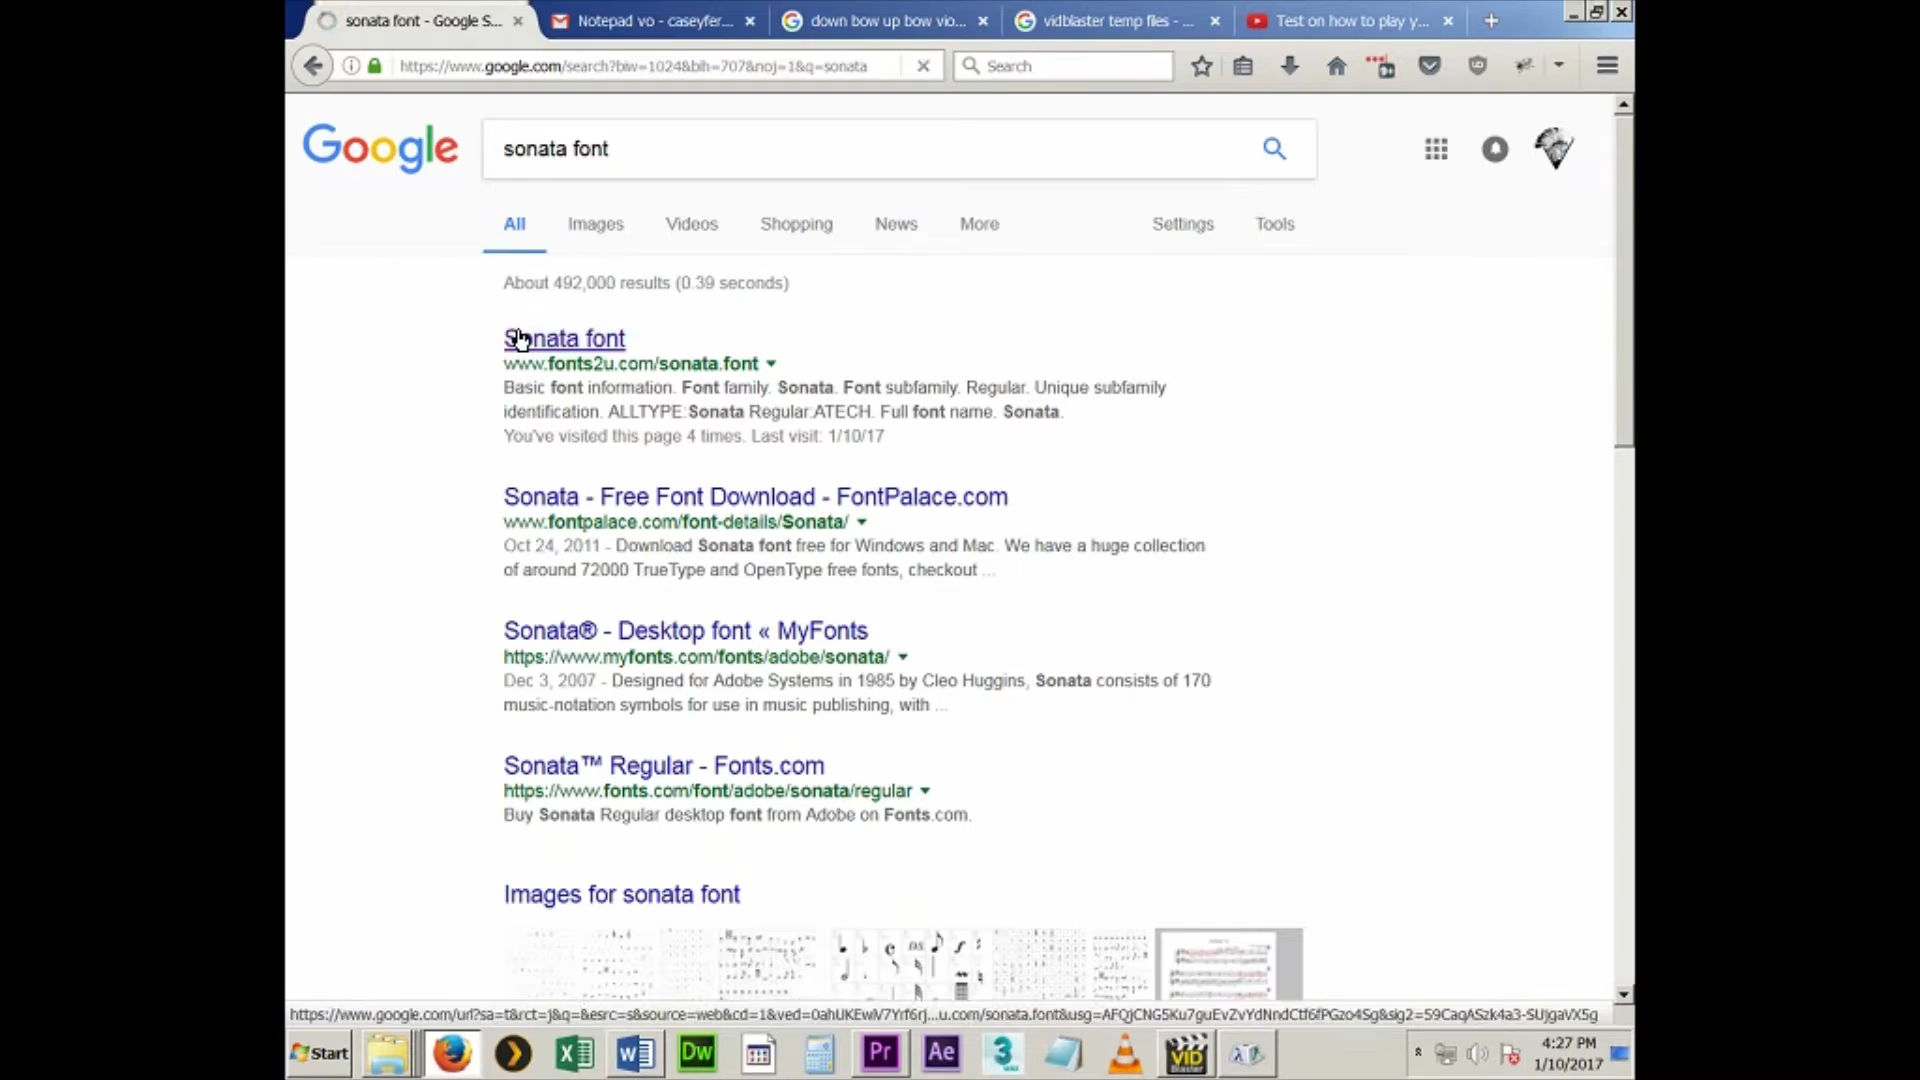 sonata font - Google S...
Notepad vo - caseyfer...
down bow up bow vio...
vidblaster temp files - ...
Test on how to play y...
https://www.google.com/search?biw=1024&bih=707&noj=1&q=sonata
Search
Google
sonata font
All
Images
Videos
Shopping
News
More
Settings
Tools
About 492,000 results (0.39 seconds)
Sonata font
www.fonts2u.com/sonata.font
Basic font information. Font family. Sonata. Font subfamily. Regular. Unique subfamily
identification. ALLTYPE:Sonata Regular:ATECH. Full font name. Sonata.
You've visited this page 4 times. Last visit: 1/10/17
Sonata - Free Font Download - FontPalace.com
www.fontpalace.com/font-details/Sonata/
Oct 24, 2011 - Download Sonata font free for Windows and Mac. We have a huge collection
of around 72000 TrueType and OpenType free fonts, checkout ...
Sonata® - Desktop font « MyFonts
https://www.myfonts.com/fonts/adobe/sonata/
Dec 3, 2007 - Designed for Adobe Systems in 1985 by Cleo Huggins, Sonata consists of 170
music-notation symbols for use in music publishing, with ...
Sonata™ Regular - Fonts.com
https://www.fonts.com/font/adobe/sonata/regular
Buy Sonata Regular desktop font from Adobe on Fonts.com.
Images for sonata font
Start
Dw
Pr
Ae
3
VID
Blaster
4:27 PM
1/10/2017